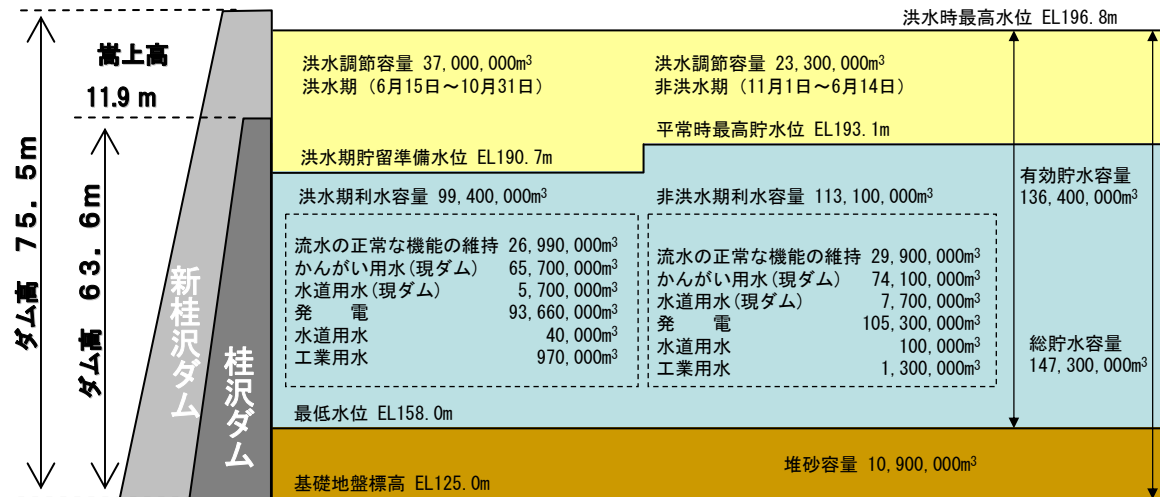 洪水時最高水位 EL196.8m
嵩上高
11.9 m
ダム高 75.5m
ダム高 63.6m
新桂沢ダム
桂沢ダム
洪水調節容量 37,000,000m³
洪水期 (6月15日～10月31日)
洪水期貯留準備水位 EL190.7m
洪水期利水容量 99,400,000m³
流水の正常な機能の維持 26,990,000m³
かんがい用水(現ダム) 65,700,000m³
水道用水(現ダム) 5,700,000m³
発 電 93,660,000m³
水道用水 40,000m³
工業用水 970,000m³
最低水位 EL158.0m
基礎地盤標高 EL125.0m
洪水調節容量 23,300,000m³
非洪水期 (11月1日～6月14日)
平常時最高貯水位 EL193.1m
非洪水期利水容量 113,100,000m³
流水の正常な機能の維持 29,900,000m³
かんがい用水(現ダム) 74,100,000m³
水道用水(現ダム) 7,700,000m³
発 電 105,300,000m³
水道用水 100,000m³
工業用水 1,300,000m³
堆砂容量 10,900,000m³
有効貯水容量
136,400,000m³
総貯水容量
147,300,000m³